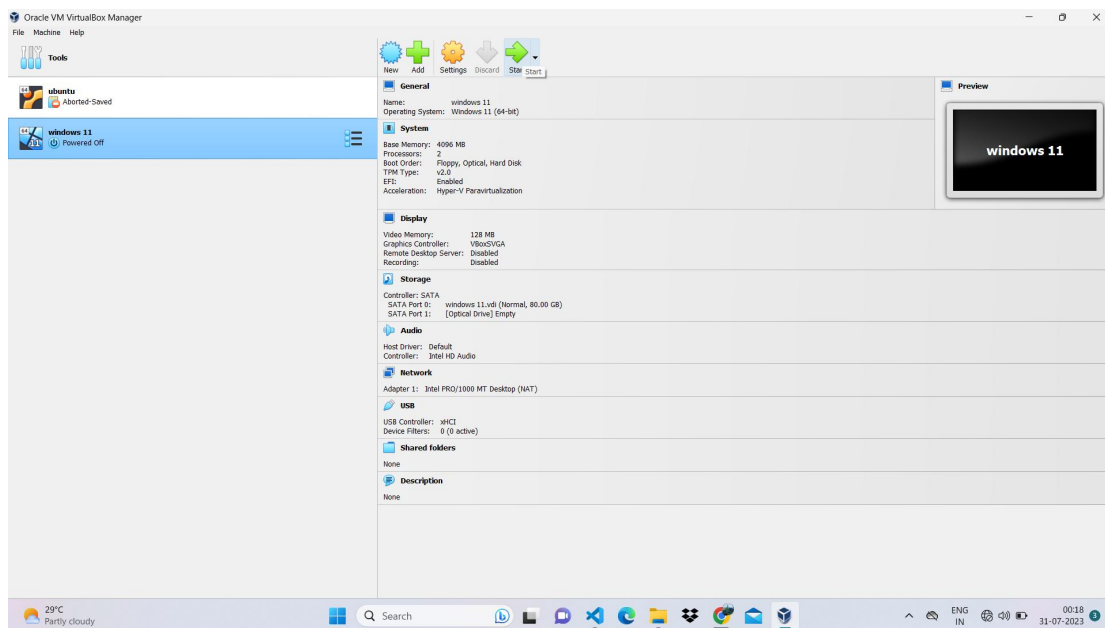 Oracle VM VirtualBox Manager
File Machine Help
Tools
New Add Settings Discard Start
64 ubuntu
Aborted-Saved
64 11 windows 11
Powered Off
General
Name: windows 11
Operating System: Windows 11 (64-bit)
System
Base Memory: 4096 MB
Processors: 2
Boot Order: Floppy, Optical, Hard Disk
TPM Type: v2.0
EFI: Enabled
Acceleration: Hyper-V Paravirtualization
Display
Video Memory: 128 MB
Graphics Controller: VBoxSVGA
Remote Desktop Server: Disabled
Recording: Disabled
Storage
Controller: SATA
SATA Port 0: windows 11.vdi (Normal, 80.00 GB)
SATA Port 1: [Optical Drive] Empty
Audio
Host Driver: Default
Controller: Intel HD Audio
Network
Adapter 1: Intel PRO/1000 MT Desktop (NAT)
USB
USB Controller: xHCI
Device Filters: 0 (0 active)
Shared folders
None
Description
None
Preview
windows 11
29°C
Partly cloudy
Search
ENG
IN
00:18
31-07-2023
3